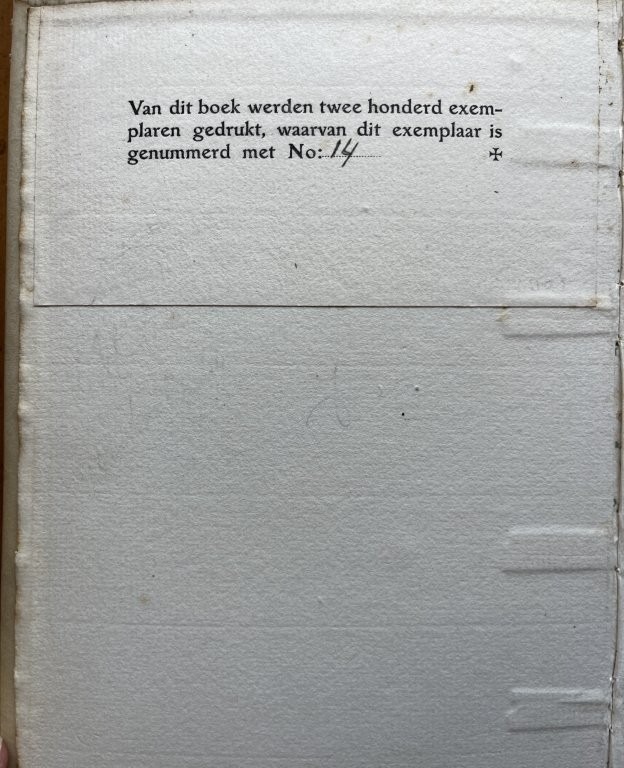 Van dit boek werden twee honderd exem-
plaren gedrukt, waarvan dit exemplaar is
genummerd met No: 14 ✠